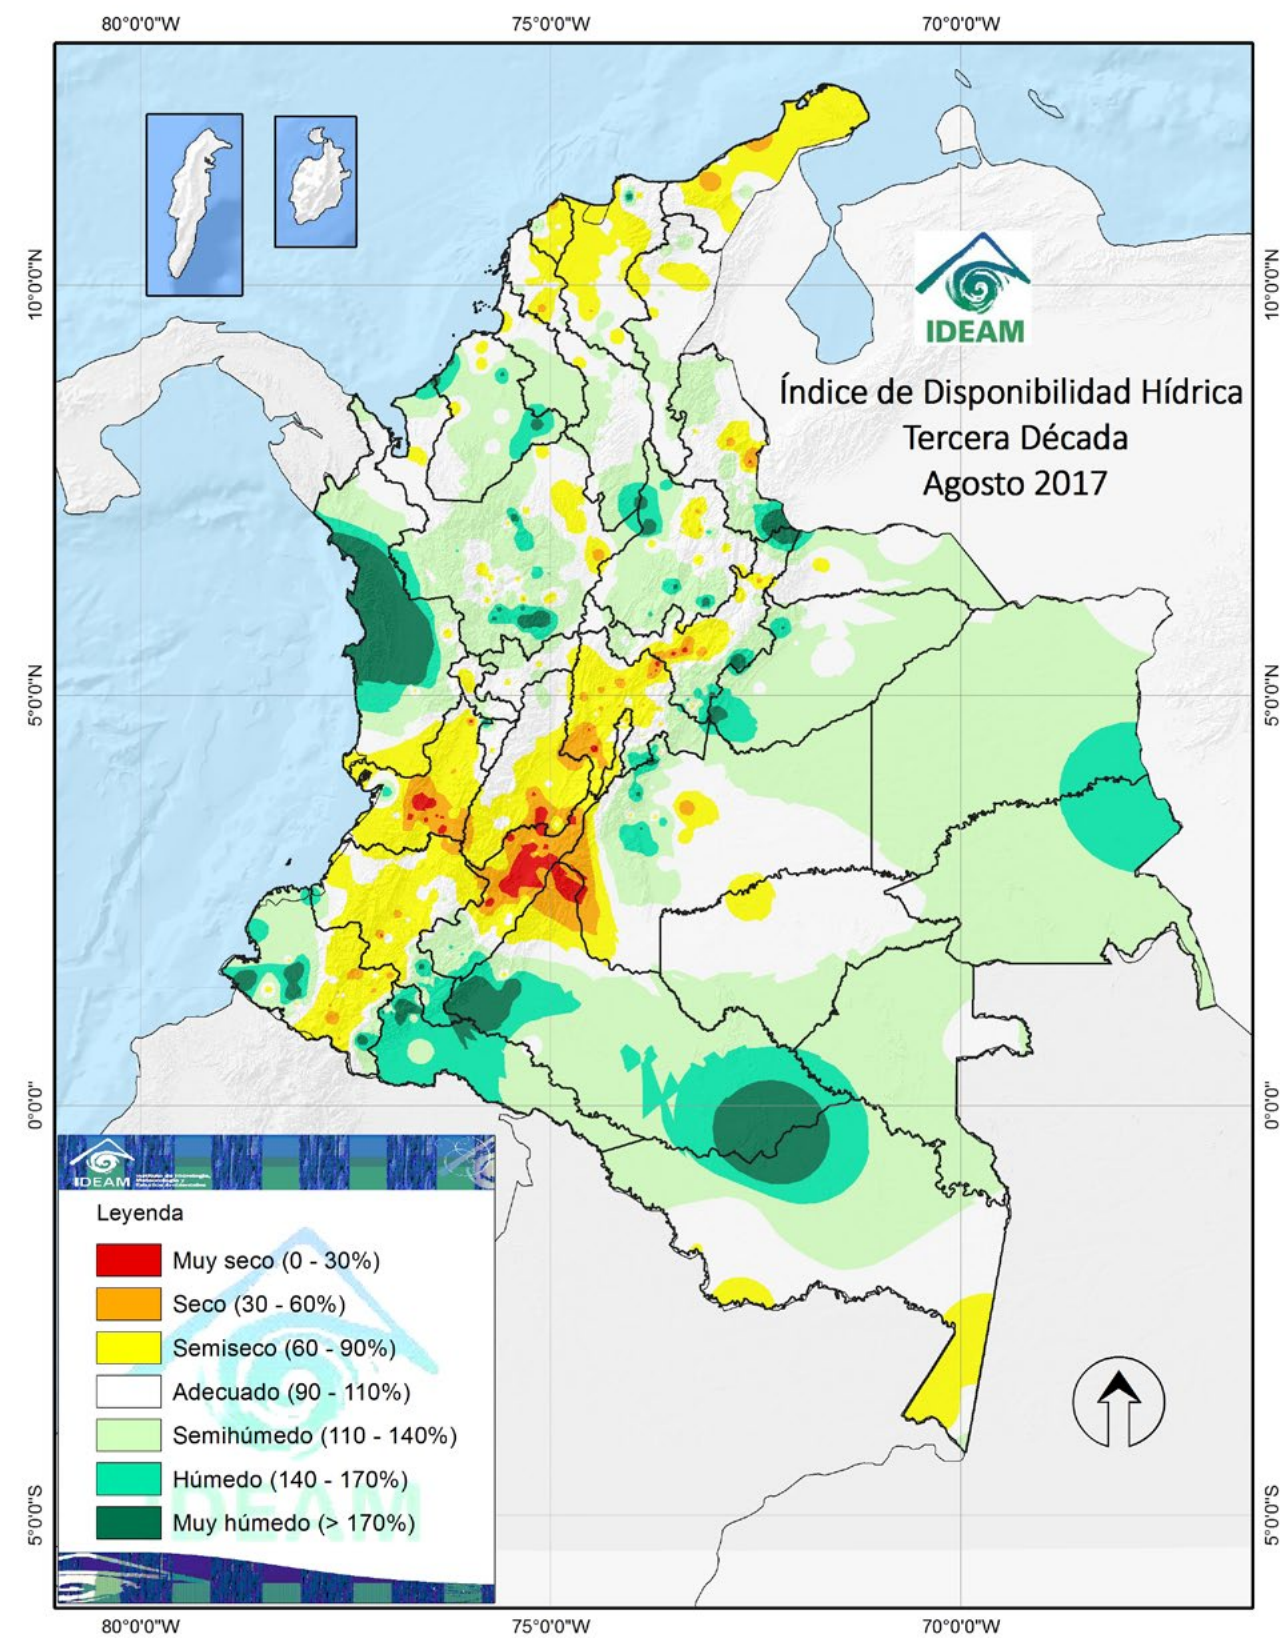 80°0'0"W
75°0'0"W
70°0'0"W
10°0'0"N
10°0'0"N
IDEAM
Índice de Disponibilidad Hídrica
Tercera Década
Agosto 2017
5°0'0"N
5°0'0"N
0°0'0"
0°0'0"
IDEAM
Leyenda
Muy seco (0 - 30%)
Seco (30 - 60%)
Semiseco (60 - 90%)
Adecuado (90 - 110%)
Semihúmedo (110 - 140%)
Húmedo (140 - 170%)
Muy húmedo (> 170%)
IDEAM
5°0'0"S
5°0'0"S
80°0'0"W
75°0'0"W
70°0'0"W